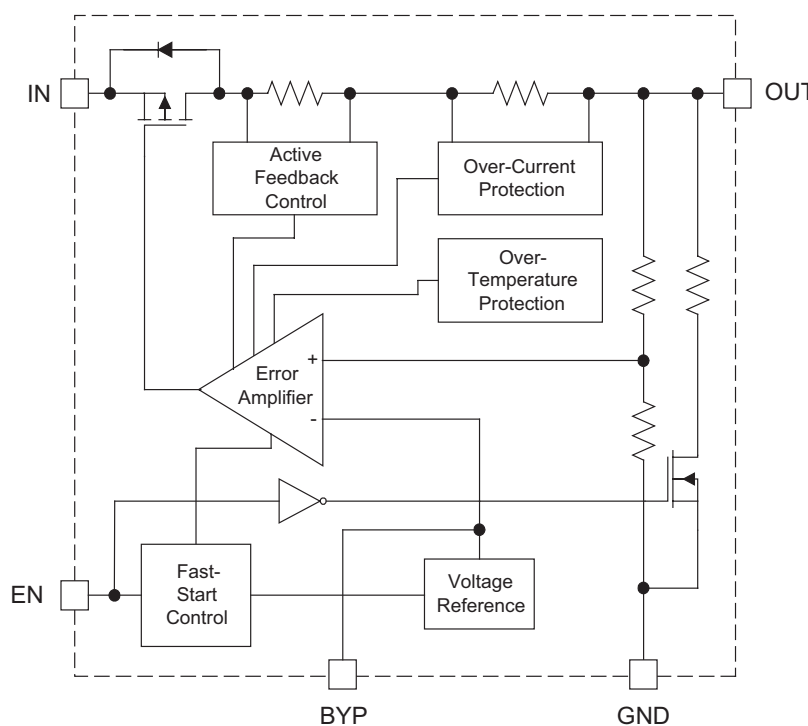 IN
OUT
Active
Feedback
Control
Over-Current
Protection
Over-
Temperature
Protection
+
Error
Amplifier
-
EN
Fast-
Start
Control
Voltage
Reference
BYP
GND